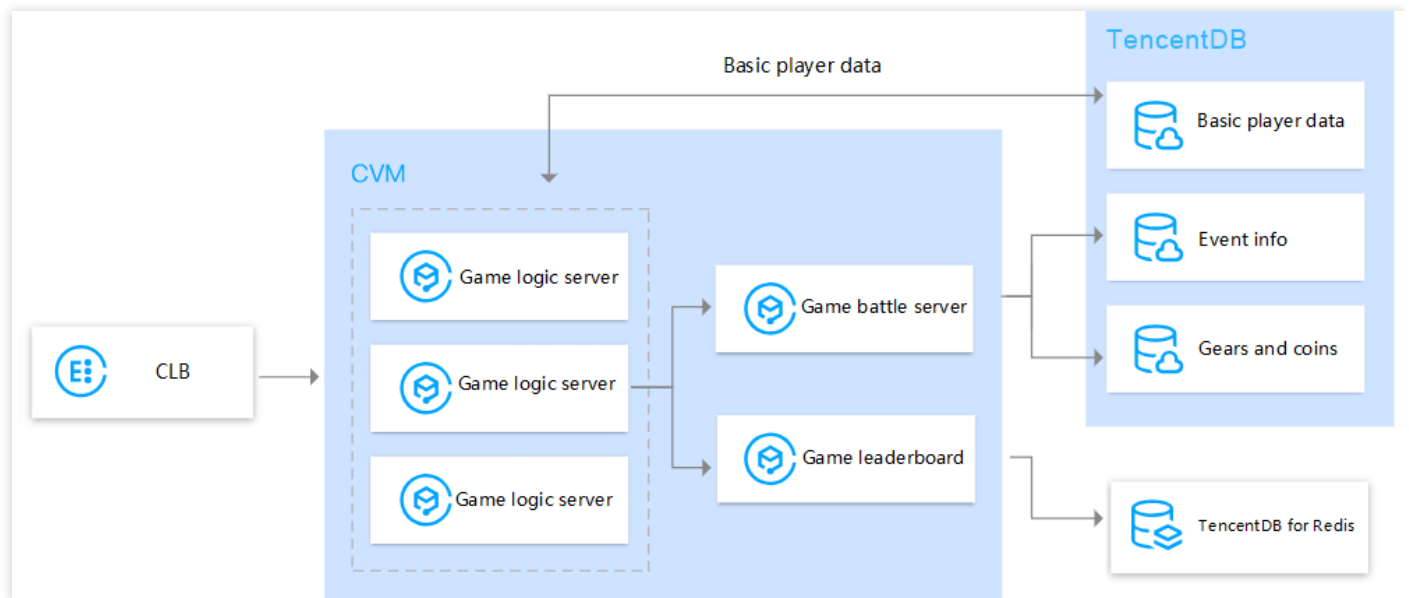 TencentDB
Basic player data
Basic player data
CVM
Event info
Game logic server
Game battle server
Gears and coins
CLB
Game logic server
Game leaderboard
Game logic server
TencentDB for Redis